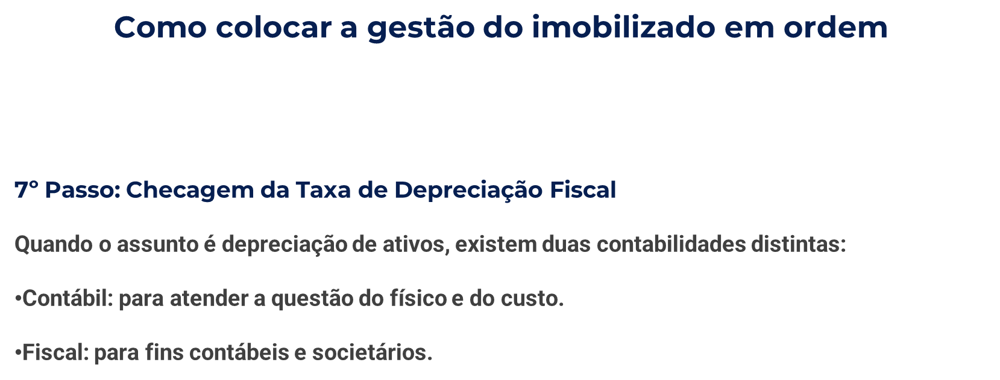 Como colocar a gestão do imobilizado em ordem
7º Passo: Checagem da Taxa de Depreciação Fiscal
Quando o assunto é depreciação de ativos, existem duas contabilidades distintas:
•Contábil: para atender a questão do físico e do custo.
•Fiscal: para fins contábeis e societários.